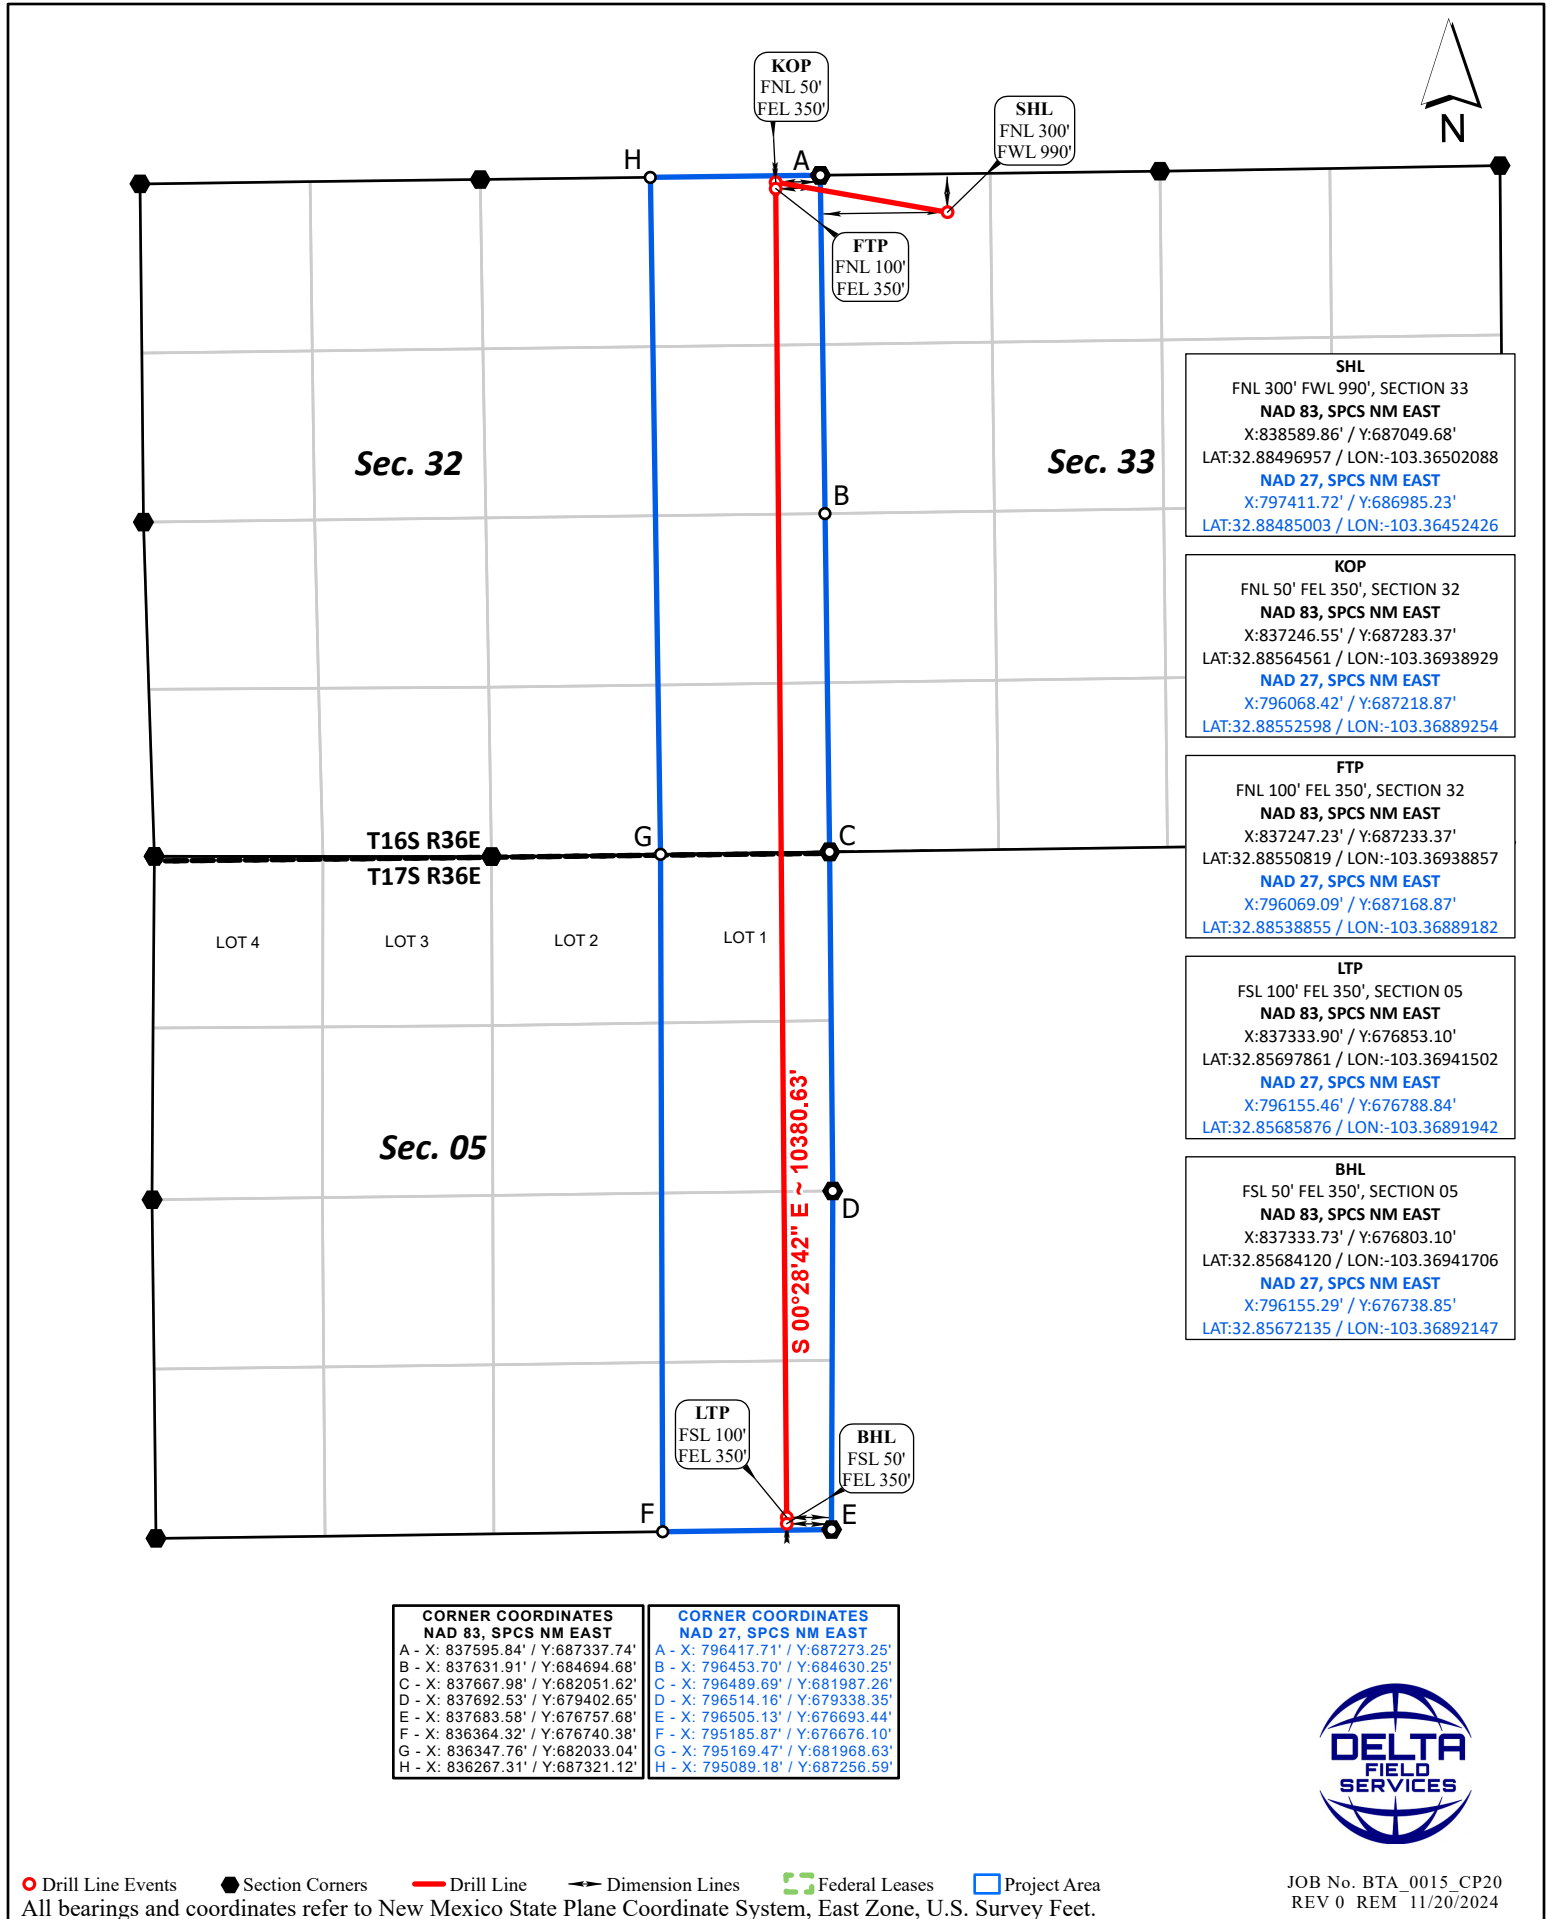 KOP
FNL 50'
FEL 350'
SHL
FNL 300'
FWL 990'
N
H
A
FTP
FNL 100'
FEL 350'
Sec. 32
Sec. 33
B
SHL
FNL 300' FWL 990', SECTION 33
NAD 83, SPCS NM EAST
X:838589.86' / Y:687049.68'
LAT:32.88496957 / LON:-103.36502088
NAD 27, SPCS NM EAST
X:797411.72' / Y:686985.23'
LAT:32.88485003 / LON:-103.36452426
KOP
FNL 50' FEL 350', SECTION 32
NAD 83, SPCS NM EAST
X:837246.55' / Y:687283.37'
LAT:32.88564561 / LON:-103.36938929
NAD 27, SPCS NM EAST
X:796068.42' / Y:687218.87'
LAT:32.88552598 / LON:-103.36889254
FTP
FNL 100' FEL 350', SECTION 32
NAD 83, SPCS NM EAST
X:837247.23' / Y:687233.37'
LAT:32.88550819 / LON:-103.36938857
NAD 27, SPCS NM EAST
X:796069.09' / Y:687168.87'
LAT:32.88538855 / LON:-103.36889182
LTP
FSL 100' FEL 350', SECTION 05
NAD 83, SPCS NM EAST
X:837333.90' / Y:676853.10'
LAT:32.85697861 / LON:-103.36941502
NAD 27, SPCS NM EAST
X:796155.46' / Y:676788.84'
LAT:32.85685876 / LON:-103.36891942
BHL
FSL 50' FEL 350', SECTION 05
NAD 83, SPCS NM EAST
X:837333.73' / Y:676803.10'
LAT:32.85684120 / LON:-103.36941706
NAD 27, SPCS NM EAST
X:796155.29' / Y:676738.85'
LAT:32.85672135 / LON:-103.36892147
T16S R36E
T17S R36E
G
C
LOT 4
LOT 3
LOT 2
LOT 1
Sec. 05
S 00°28'42" E ~ 10380.63'
D
LTP
FSL 100'
FEL 350'
BHL
FSL 50'
FEL 350'
F
E
CORNER COORDINATES
NAD 83, SPCS NM EAST
A - X: 837595.84' / Y:687337.74'
B - X: 837631.91' / Y:684694.68'
C - X: 837667.98' / Y:682051.62'
D - X: 837692.53' / Y:679402.65'
E - X: 837683.58' / Y:676757.68'
F - X: 836364.32' / Y:676740.38'
G - X: 836347.76' / Y:682033.04'
H - X: 836267.31' / Y:687321.12'
CORNER COORDINATES
NAD 27, SPCS NM EAST
A - X: 796417.71' / Y:687273.25'
B - X: 796453.70' / Y:684630.25'
C - X: 796489.69' / Y:681987.26'
D - X: 796514.16' / Y:679338.35'
E - X: 796505.13' / Y:676693.44'
F - X: 795185.87' / Y:676676.10'
G - X: 795169.47' / Y:681968.63'
H - X: 795089.18' / Y:687256.59'
DELTA
FIELD
SERVICES
Drill Line Events
Section Corners
Drill Line
Dimension Lines
Federal Leases
Project Area
All bearings and coordinates refer to New Mexico State Plane Coordinate System, East Zone, U.S. Survey Feet.
JOB No. BTA_0015_CP20
REV 0 REM 11/20/2024